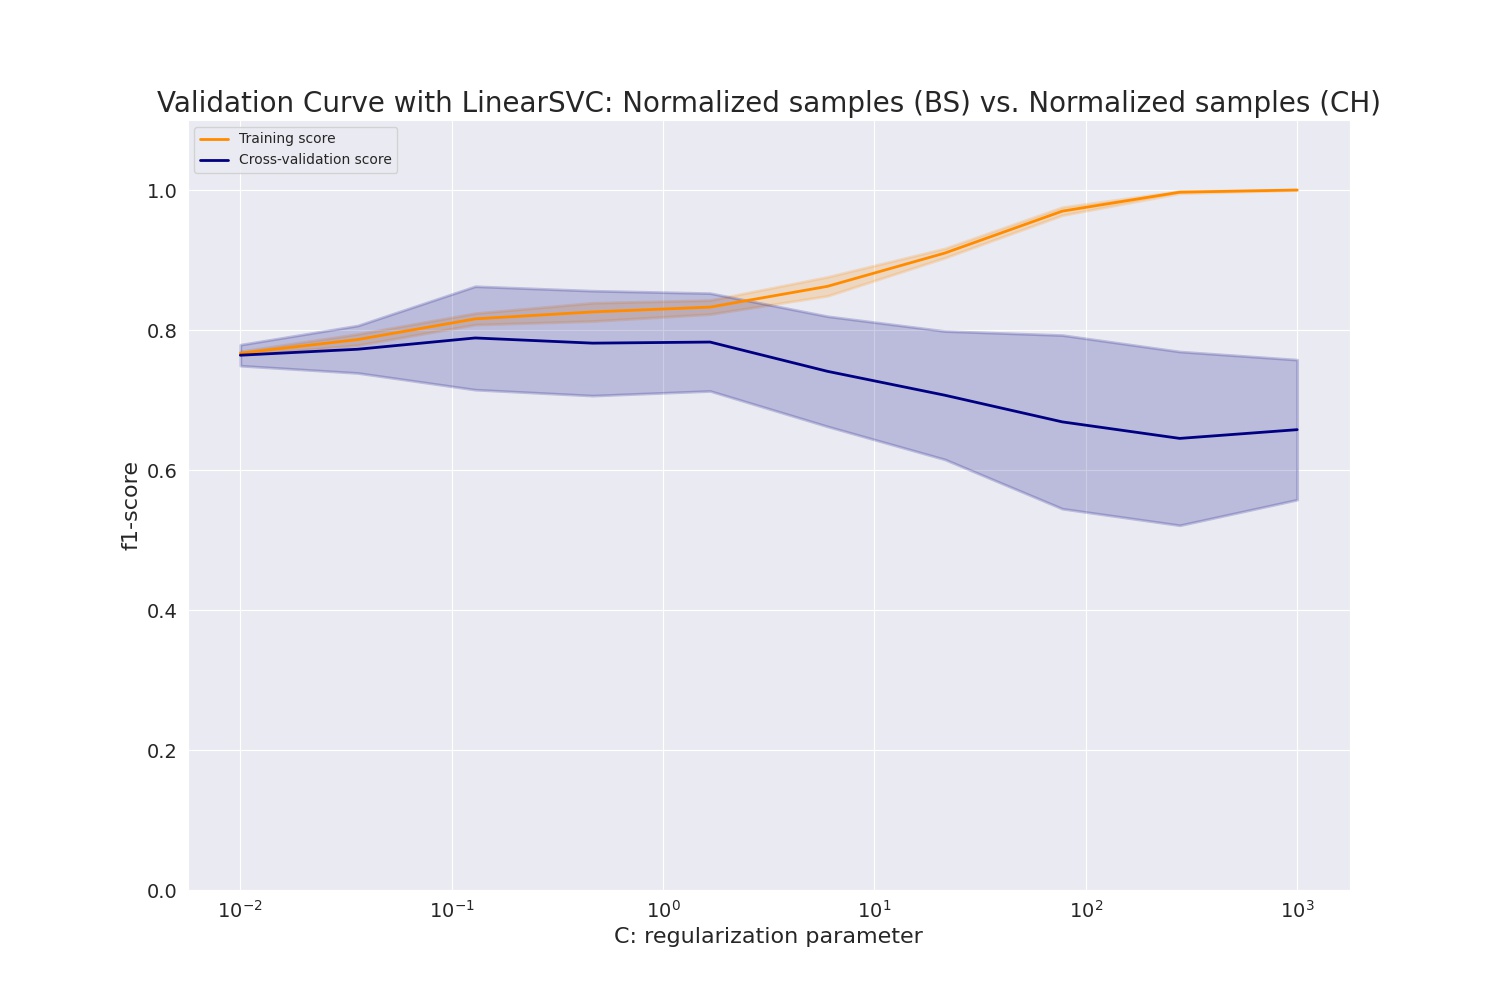 Validation Curve with LinearSVC: Normalized samples (BS) vs. Normalized samples (CH)
Training score
Cross-validation score
1.0
0.8
0.6
0.4
0.2
0.0
f1-score
10⁻² 10⁻¹ 10⁰ 10¹ 10² 10³
C: regularization parameter